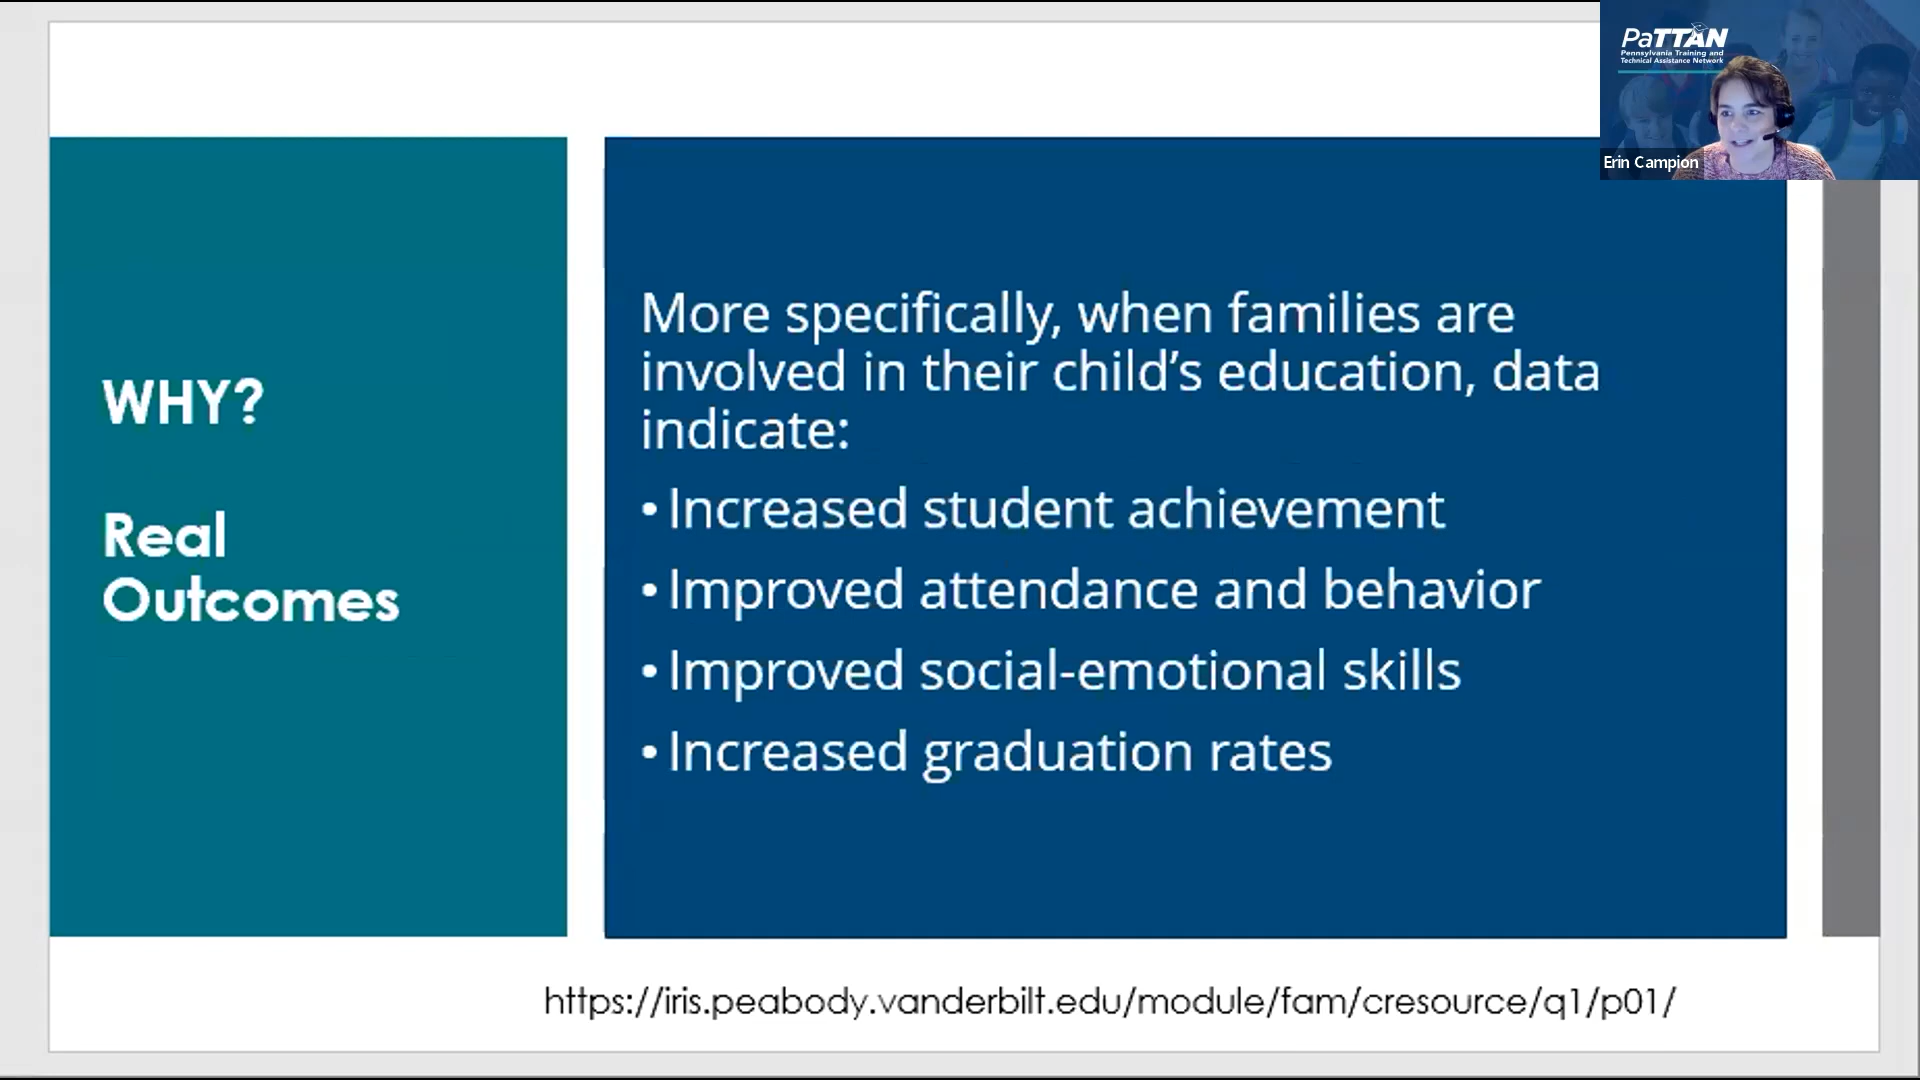 PaTTAN
Pennsylvania Training and
Technical Assistance Network
Erin Campion
WHY?
Real
Outcomes
More specifically, when families are
involved in their child’s education, data
indicate:
• Increased student achievement
• Improved attendance and behavior
• Improved social-emotional skills
• Increased graduation rates
https://iris.peabody.vanderbilt.edu/module/fam/cresource/q1/p01/